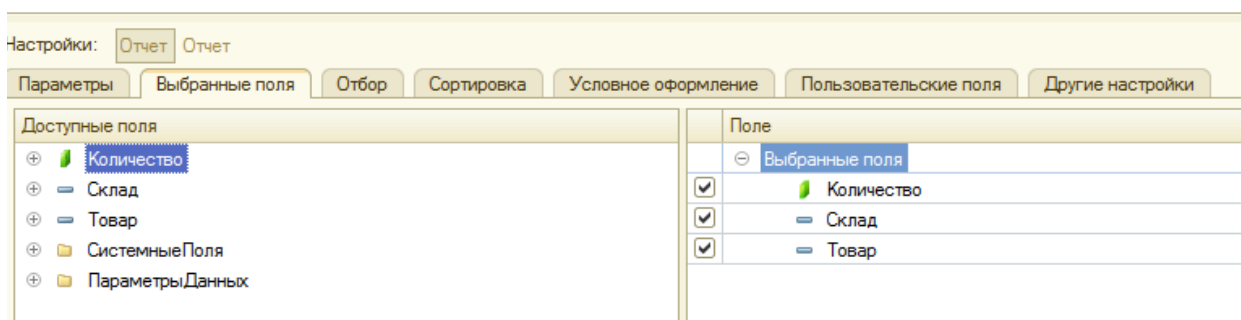 Настройки: Отчет Отчет
Параметры Выбранные поля Отбор Сортировка Условное оформление Пользовательские поля Другие настройки
Доступные поля Поле
Количество Выбранные поля
Склад Количество
Товар Склад
СистемныеПоля Товар
ПараметрыДанных